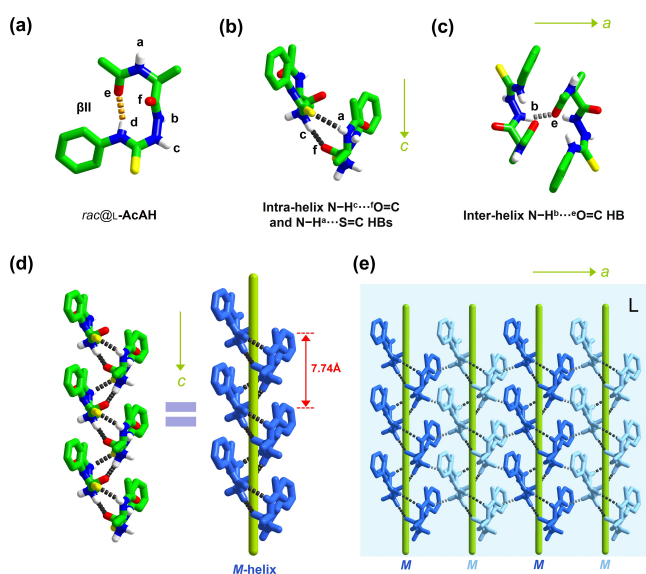 (a)
a
e
f
βII
d
b
c
rac@L-AcAH
(b)
a
c
f
c
Intra-helix N−Hᶜ···ᶠO=C
and N−Hᵃ···S=C HBs
(c)
a
b
e
Inter-helix N−Hᵇ···ᵉO=C HB
(d)
c
7.74Å
M-helix
(e)
a
L
M M M M